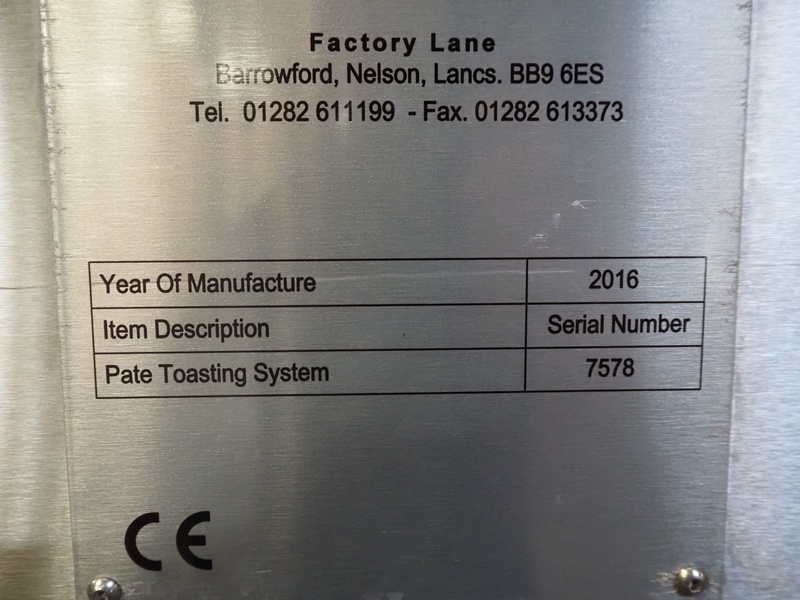 Factory Lane
Barrowford, Nelson, Lancs. BB9 6ES
Tel. 01282 611199 - Fax. 01282 613373
Year Of Manufacture 2016
Item Description Serial Number
Pate Toasting System 7578
CE